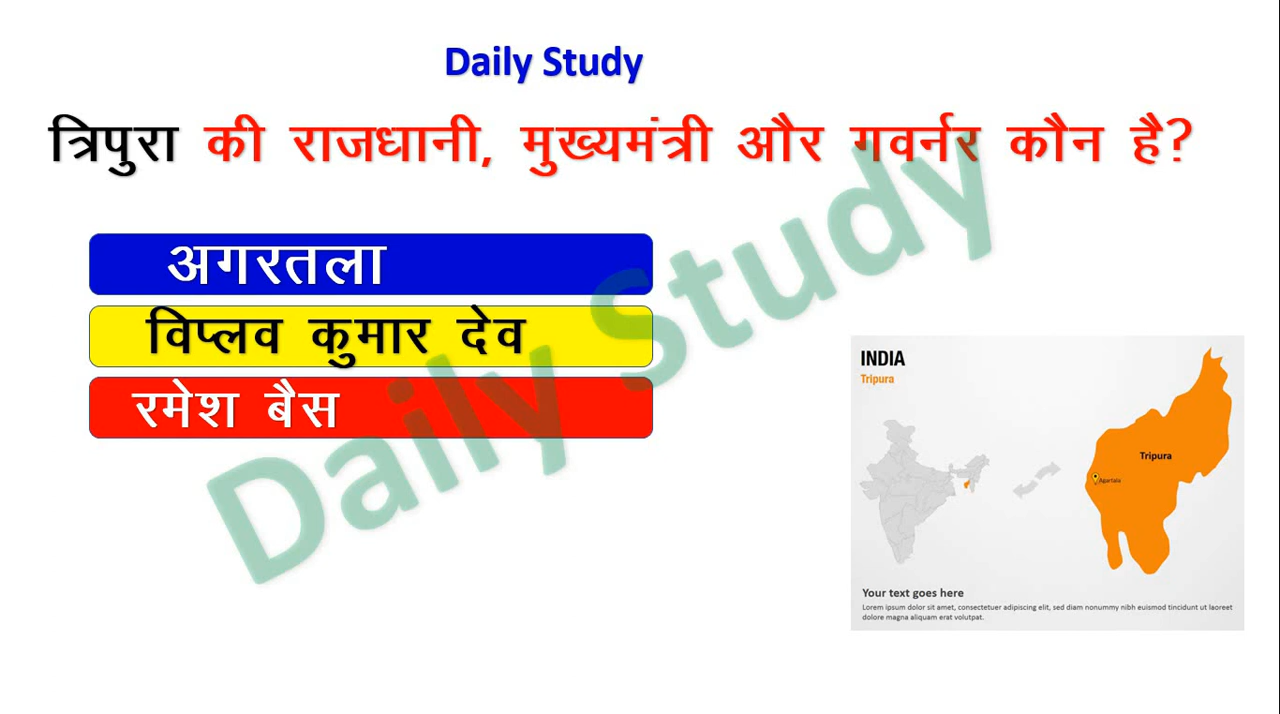 Daily Study
त्रिपुरा की राजधानी, मुख्यमंत्री और गवर्नर कौन है?
अगरतला
विप्लव कुमार देव
रमेश बैस
Daily Study
INDIA
Tripura
Tripura
Agartala
Your text goes here
Lorem ipsum dolor sit amet, consectetuer adipiscing elit, sed diam nonummy nibh euismod tincidunt ut laoreet
dolore magna aliquam erat volutpat.